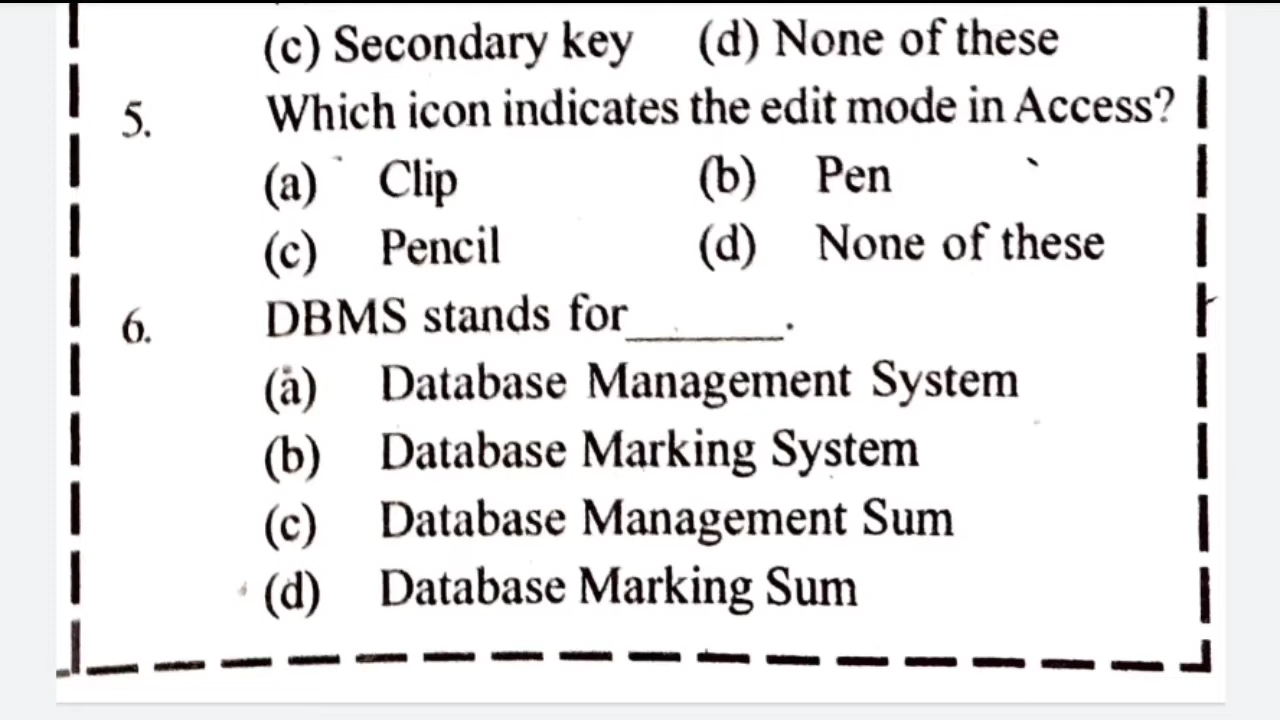 (c) Secondary key (d) None of these
5. Which icon indicates the edit mode in Access?
(a) Clip (b) Pen
(c) Pencil (d) None of these
6. DBMS stands for______.
(a) Database Management System
(b) Database Marking System
(c) Database Management Sum
(d) Database Marking Sum